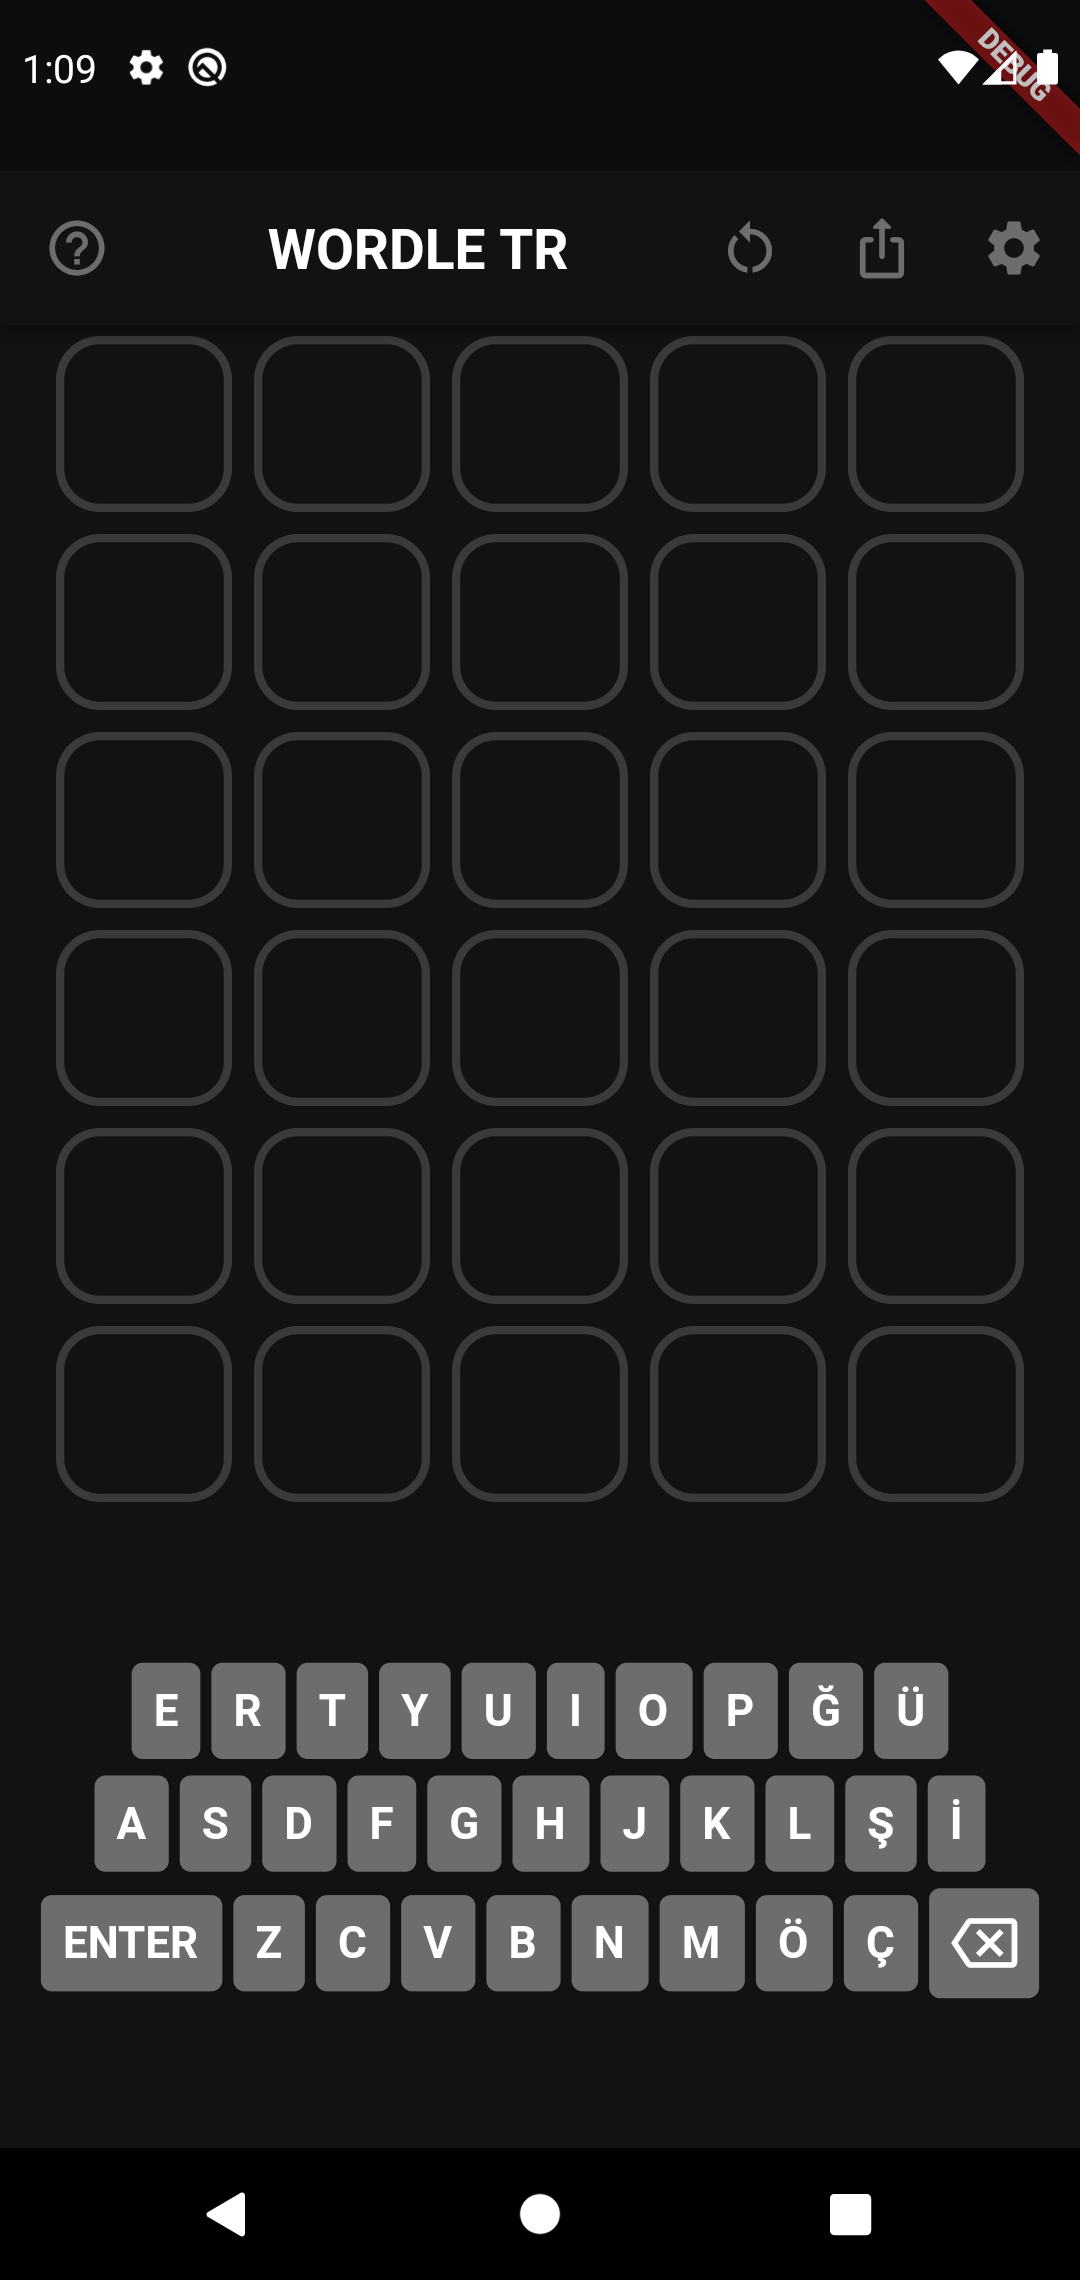 1:09
DEBUG
WORDLE TR
E R T Y U I O P Ğ Ü
A S D F G H J K L Ş İ
ENTER Z C V B N M Ö Ç